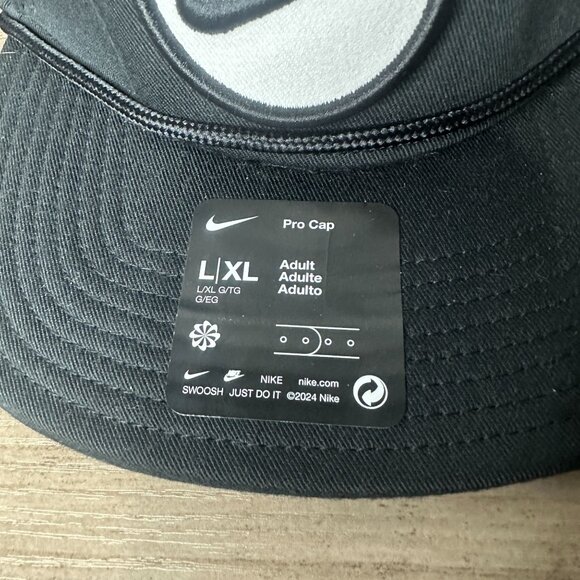 Pro Cap
L|XL
L/XL G/TG
G/EG
Adult
Adulte
Adulto
NIKE nike.com
SWOOSH JUST DO IT ©2024 Nike